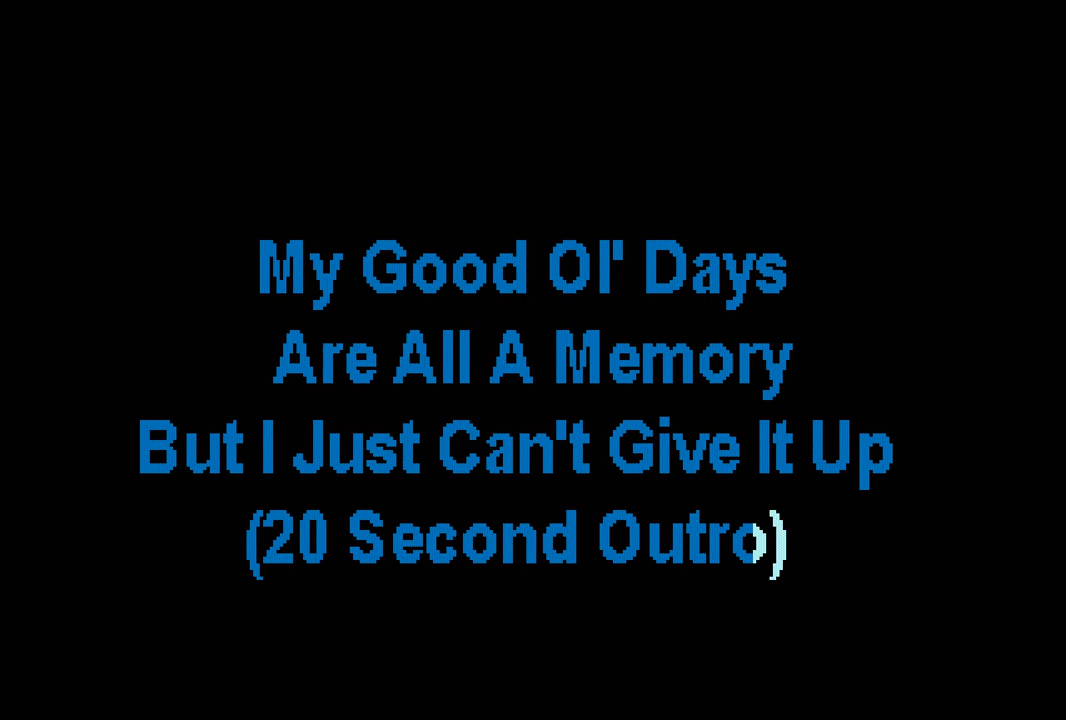 My Good Ol' Days
Are All A Memory
But I Just Can't Give It Up
(20 Second Outro)